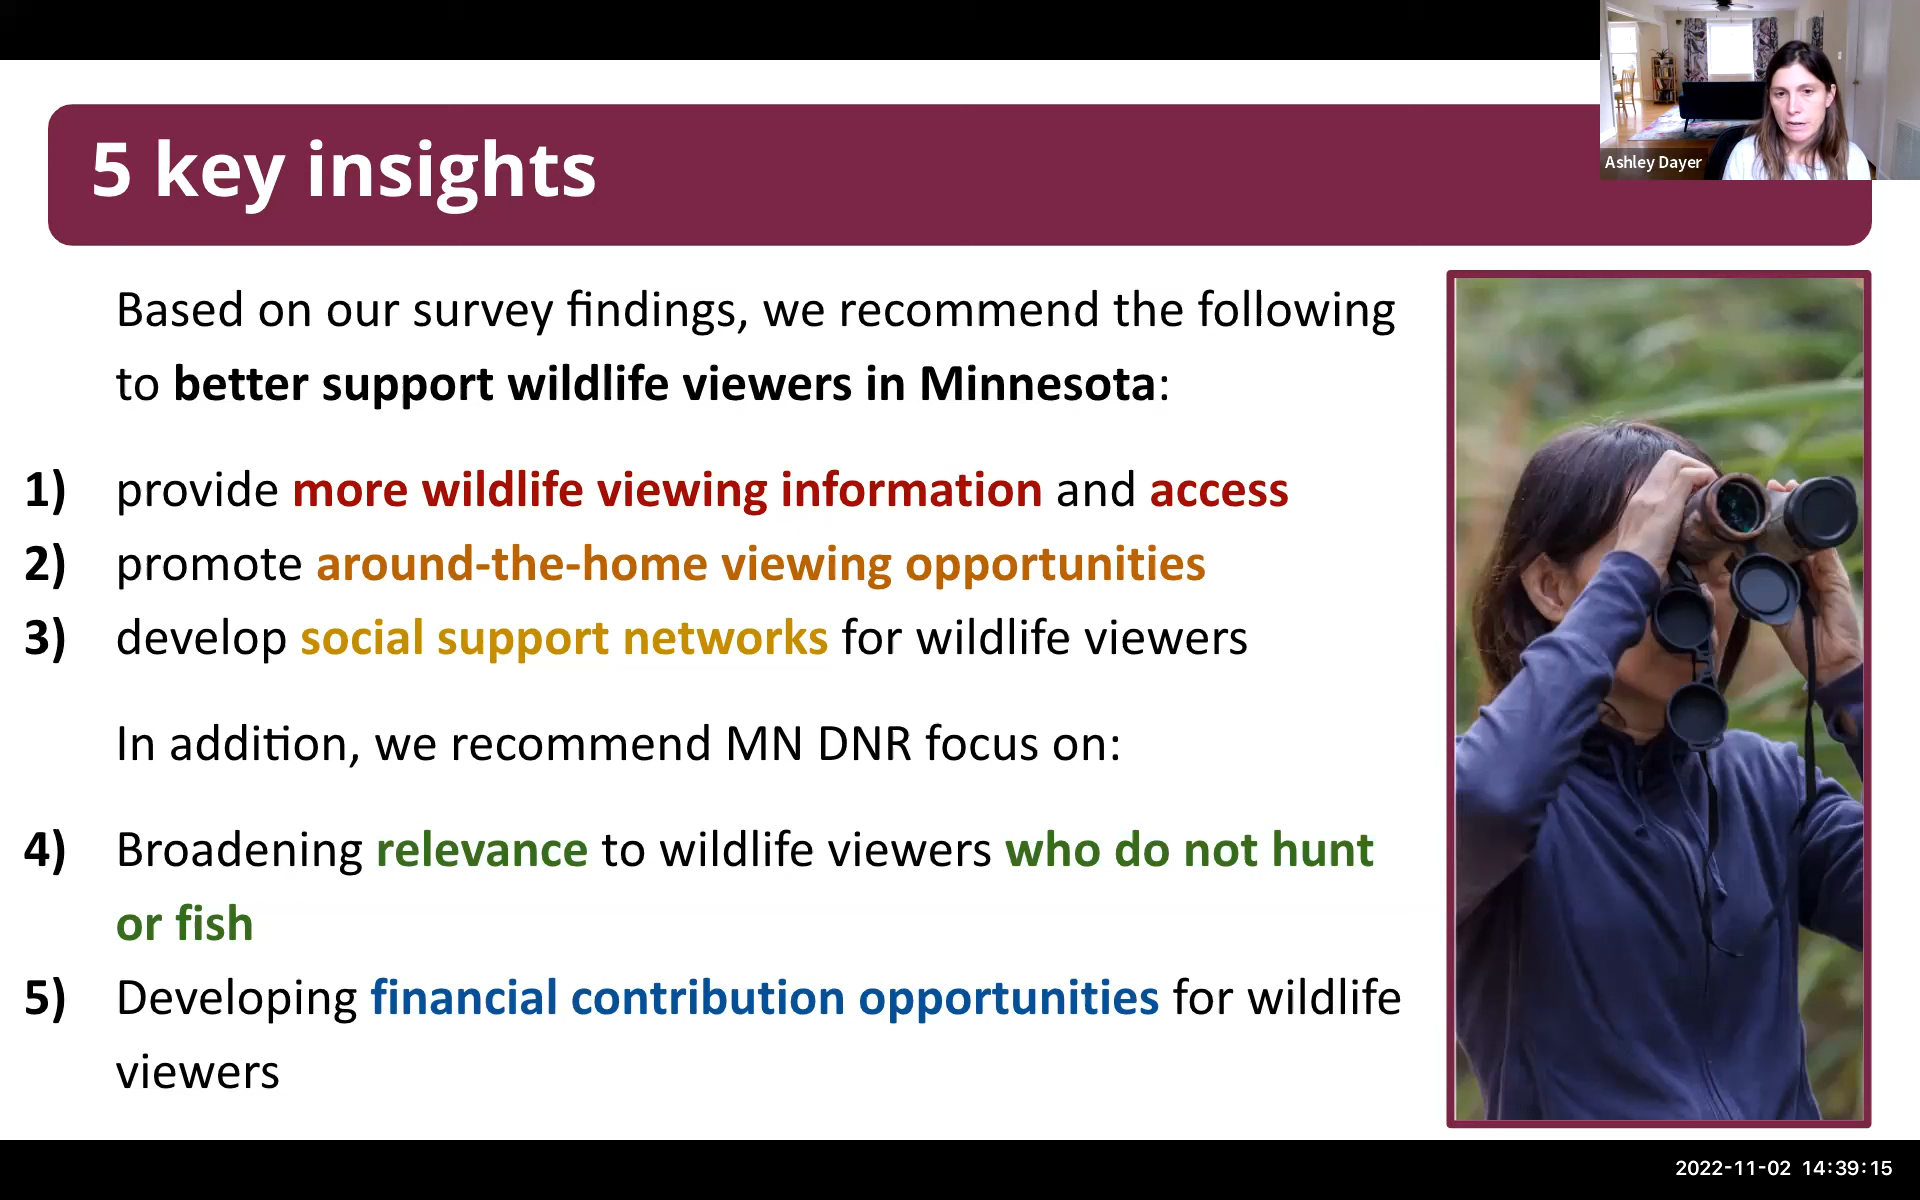 Ashley Dayer
5 key insights
Based on our survey findings, we recommend the following
to better support wildlife viewers in Minnesota:
1) provide more wildlife viewing information and access
2) promote around-the-home viewing opportunities
3) develop social support networks for wildlife viewers
In addition, we recommend MN DNR focus on:
4) Broadening relevance to wildlife viewers who do not hunt
or fish
5) Developing financial contribution opportunities for wildlife
viewers
2022-11-02 14:39:15